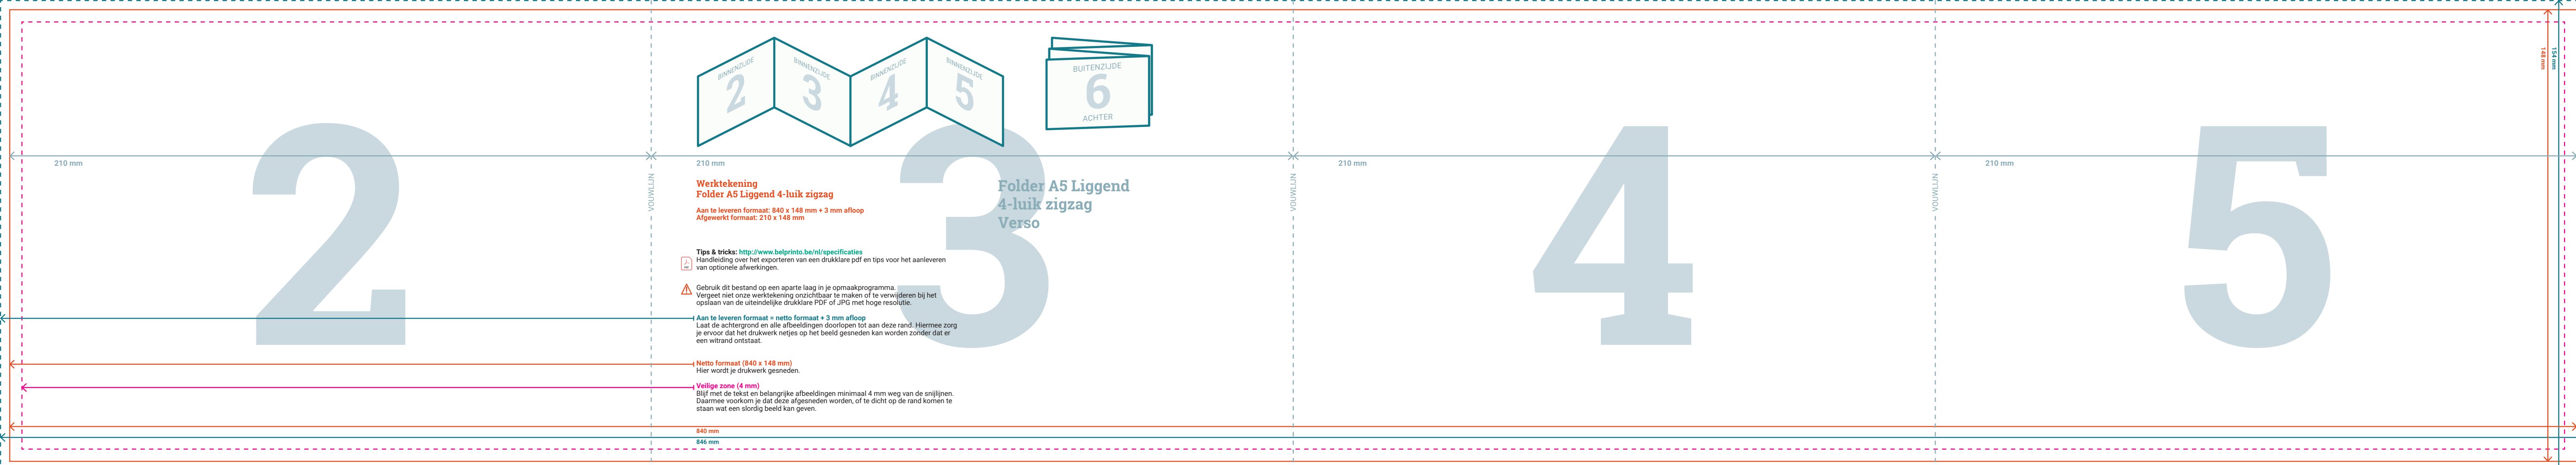 BINNENZIJDE
2
BINNENZIJDE
3
BINNENZIJDE
4
BINNENZIJDE
5
BUITENZIJDE
6
ACHTER
148 mm
154 mm
2
3
4
5
210 mm
210 mm
210 mm
210 mm
VOUWLIJN
VOUWLIJN
VOUWLIJN
Werktekening
Folder A5 Liggend 4-luik zigzag
Aan te leveren formaat: 840 x 148 mm + 3 mm afloop
Afgewerkt formaat: 210 x 148 mm
Folder A5 Liggend
4-luik zigzag
Verso
Tips & tricks: http://www.belprinto.be/nl/specificaties
Handleiding over het exporteren van een drukklare pdf en tips voor het aanleveren
van optionele afwerkingen.
Gebruik dit bestand op een aparte laag in je opmaakprogramma.
Vergeet niet onze werktekening onzichtbaar te maken of te verwijderen bij het
opslaan van de uiteindelijke drukklare PDF of JPG met hoge resolutie.
Aan te leveren formaat = netto formaat + 3 mm afloop
Laat de achtergrond en alle afbeeldingen doorlopen tot aan deze rand. Hiermee zorg
je ervoor dat het drukwerk netjes op het beeld gesneden kan worden zonder dat er
een witrand ontstaat.
Netto formaat (840 x 148 mm)
Hier wordt je drukwerk gesneden.
Veilige zone (4 mm)
Blijf met de tekst en belangrijke afbeeldingen minimaal 4 mm weg van de snijlijnen.
Daarmee voorkom je dat deze afgesneden worden, of te dicht op de rand komen te
staan wat een slordig beeld kan geven.
840 mm
846 mm